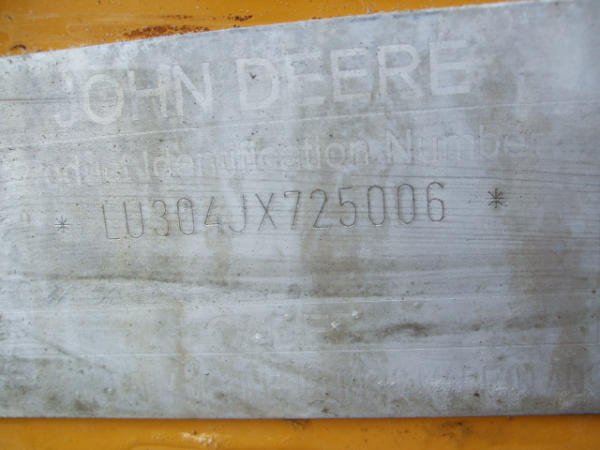 JOHN DEERE
Product Identification Number
* LU304JX725006 *